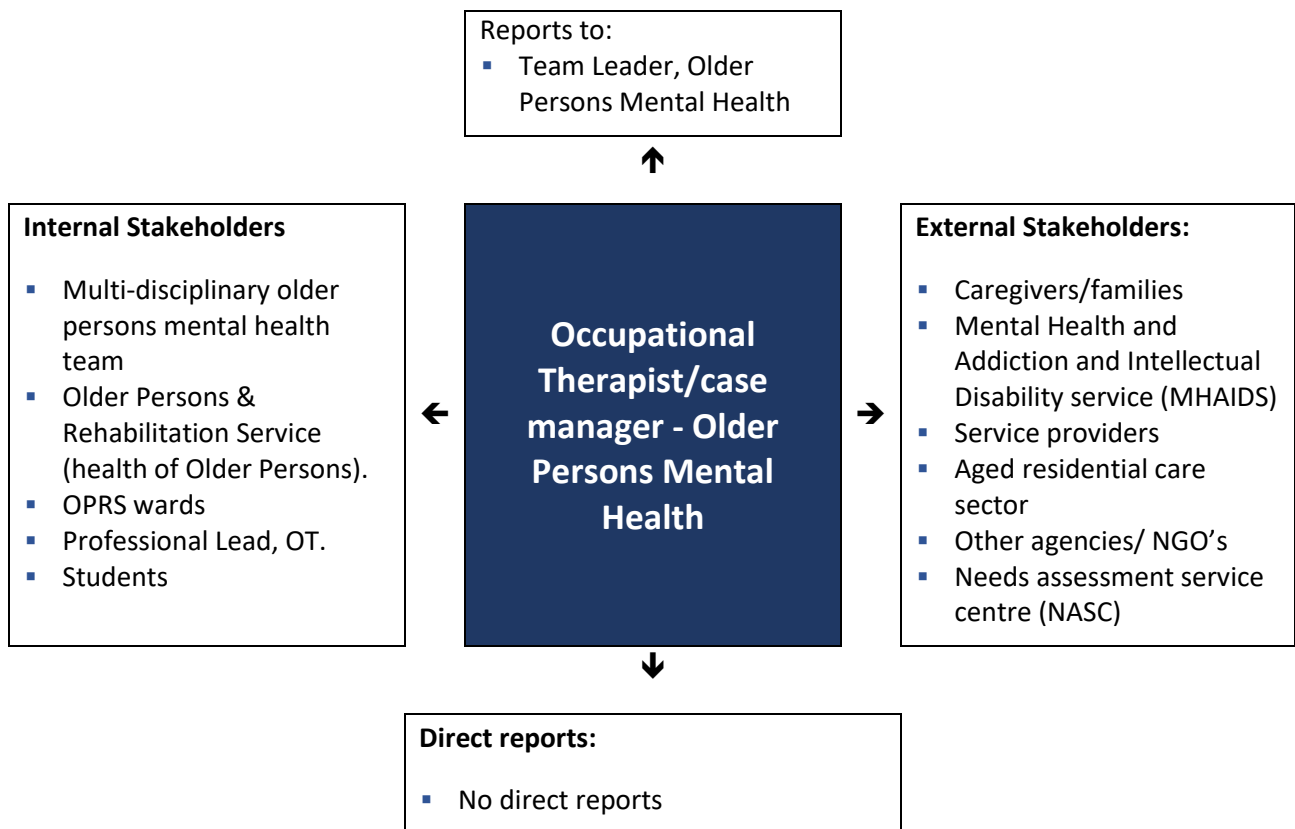 Reports to:
▪ Team Leader, Older
Persons Mental Health
Internal Stakeholders
▪ Multi-disciplinary older
persons mental health
team
▪ Older Persons &
Rehabilitation Service
(health of Older Persons).
▪ OPRS wards
▪ Professional Lead, OT.
▪ Students
Occupational
Therapist/case
manager - Older
Persons Mental
Health
External Stakeholders:
▪ Caregivers/families
▪ Mental Health and
Addiction and Intellectual
Disability service (MHAIDS)
▪ Service providers
▪ Aged residential care
sector
▪ Other agencies/ NGO’s
▪ Needs assessment service
centre (NASC)
Direct reports:
▪ No direct reports